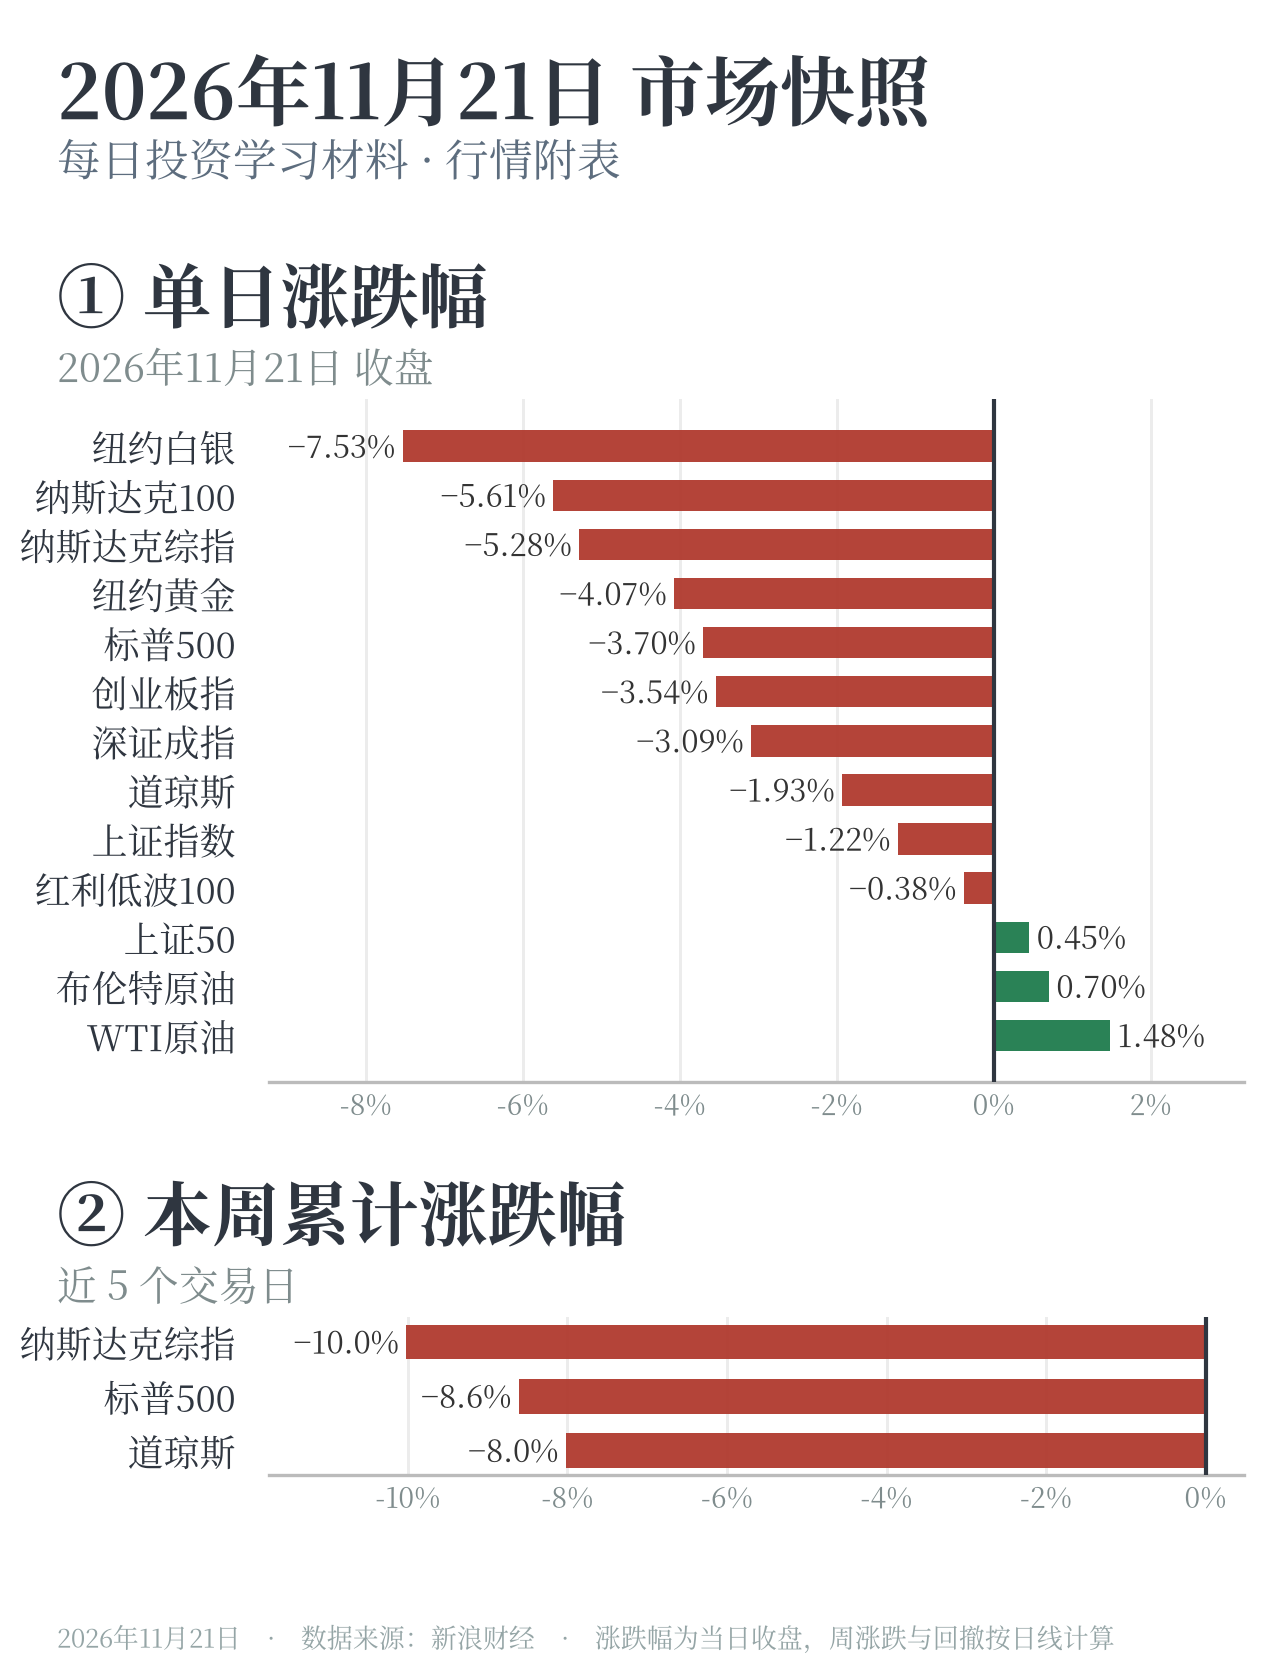 2026年11月21日 市场快照
每日投资学习材料 · 行情附表
① 单日涨跌幅
2026年11月21日 收盘
纽约白银 −7.53%
纳斯达克100 −5.61%
纳斯达克综指 −5.28%
纽约黄金 −4.07%
标普500 −3.70%
创业板指 −3.54%
深证成指 −3.09%
道琼斯 −1.93%
上证指数 −1.22%
红利低波100 −0.38%
上证50 0.45%
布伦特原油 0.70%
WTI原油 1.48%
-8% -6% -4% -2% 0% 2%
② 本周累计涨跌幅
近 5 个交易日
纳斯达克综指 −10.0%
标普500 −8.6%
道琼斯 −8.0%
-10% -8% -6% -4% -2% 0%
2026年11月21日 · 数据来源：新浪财经 · 涨跌幅为当日收盘，周涨跌与回撤按日线计算